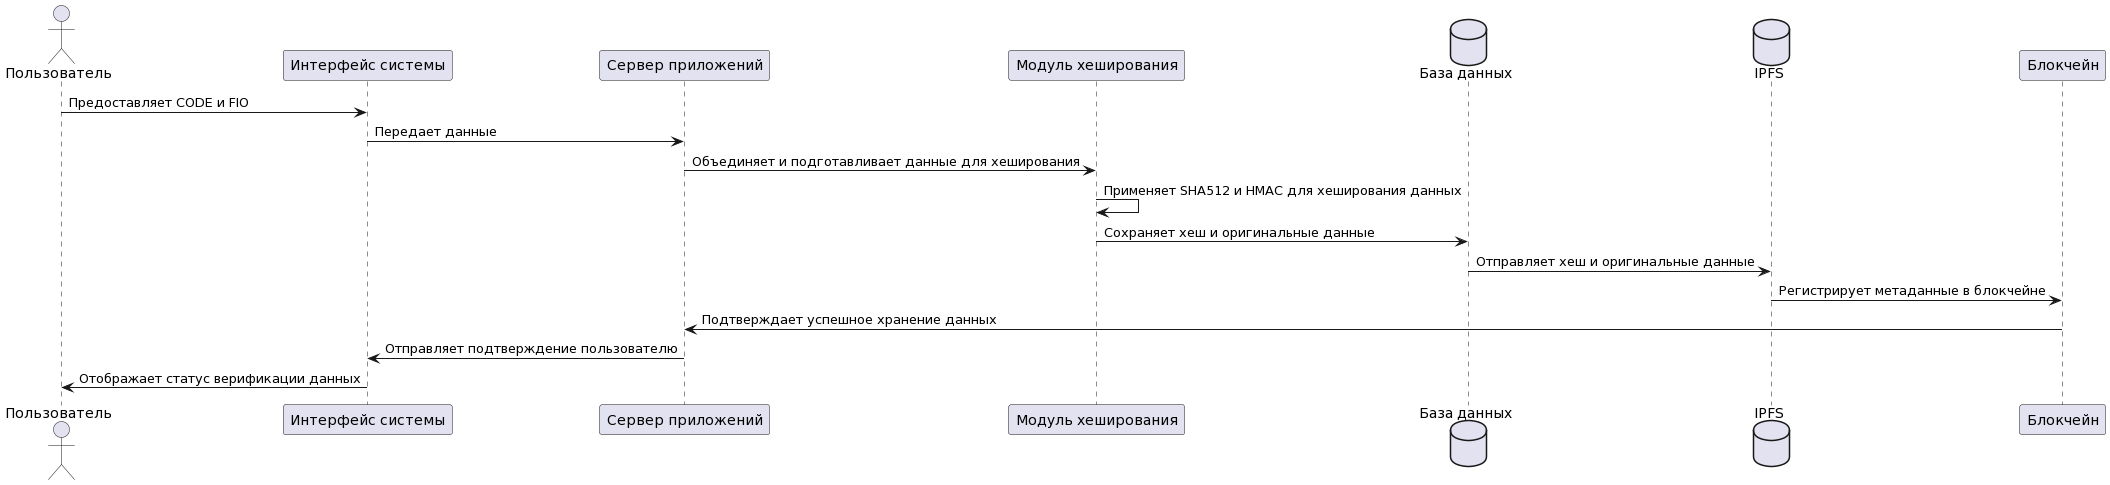 Пользователь
Интерфейс системы
Сервер приложений
Модуль хеширования
База данных
IPFS
Блокчейн
Предоставляет CODE и FIO
Передает данные
Объединяет и подготавливает данные для хеширования
Применяет SHA512 и HMAC для хеширования данных
Сохраняет хеш и оригинальные данные
Отправляет хеш и оригинальные данные
Регистрирует метаданные в блокчейне
Подтверждает успешное хранение данных
Отправляет подтверждение пользователю
Отображает статус верификации данных
Пользователь
Интерфейс системы
Сервер приложений
Модуль хеширования
База данных
IPFS
Блокчейн